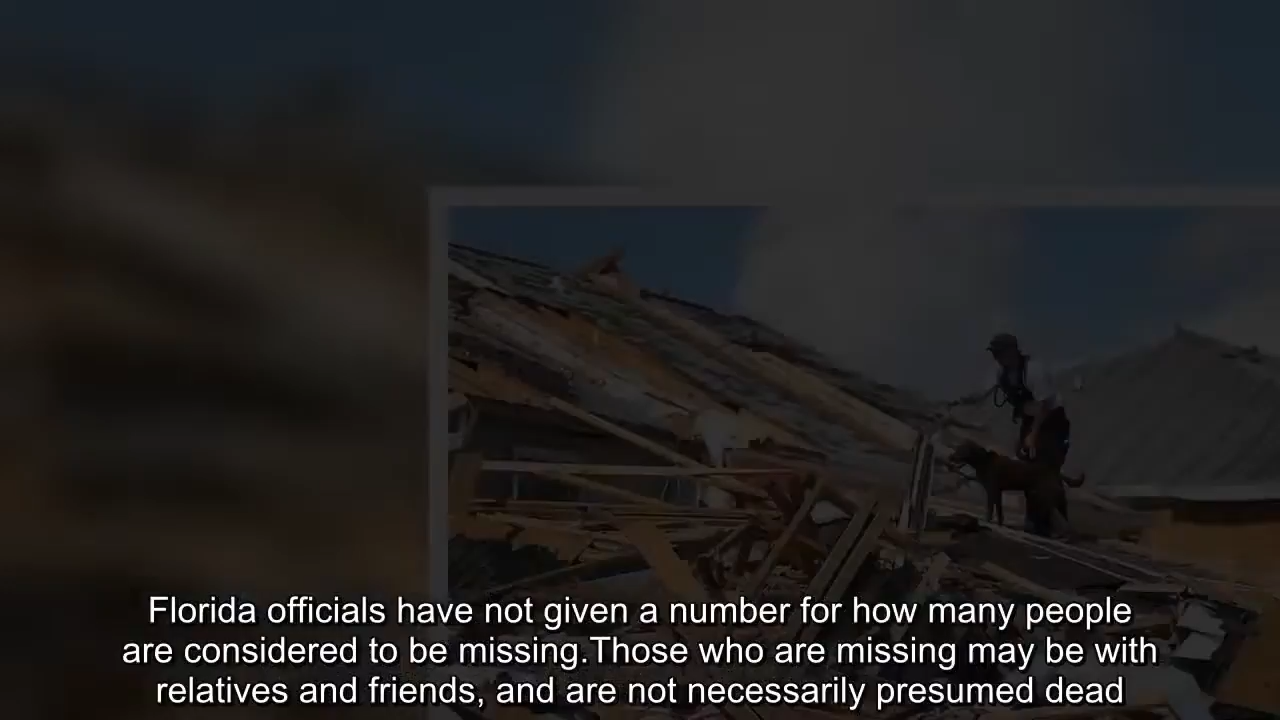 Florida officials have not given a number for how many people
are considered to be missing.Those who are missing may be with
relatives and friends, and are not necessarily presumed dead